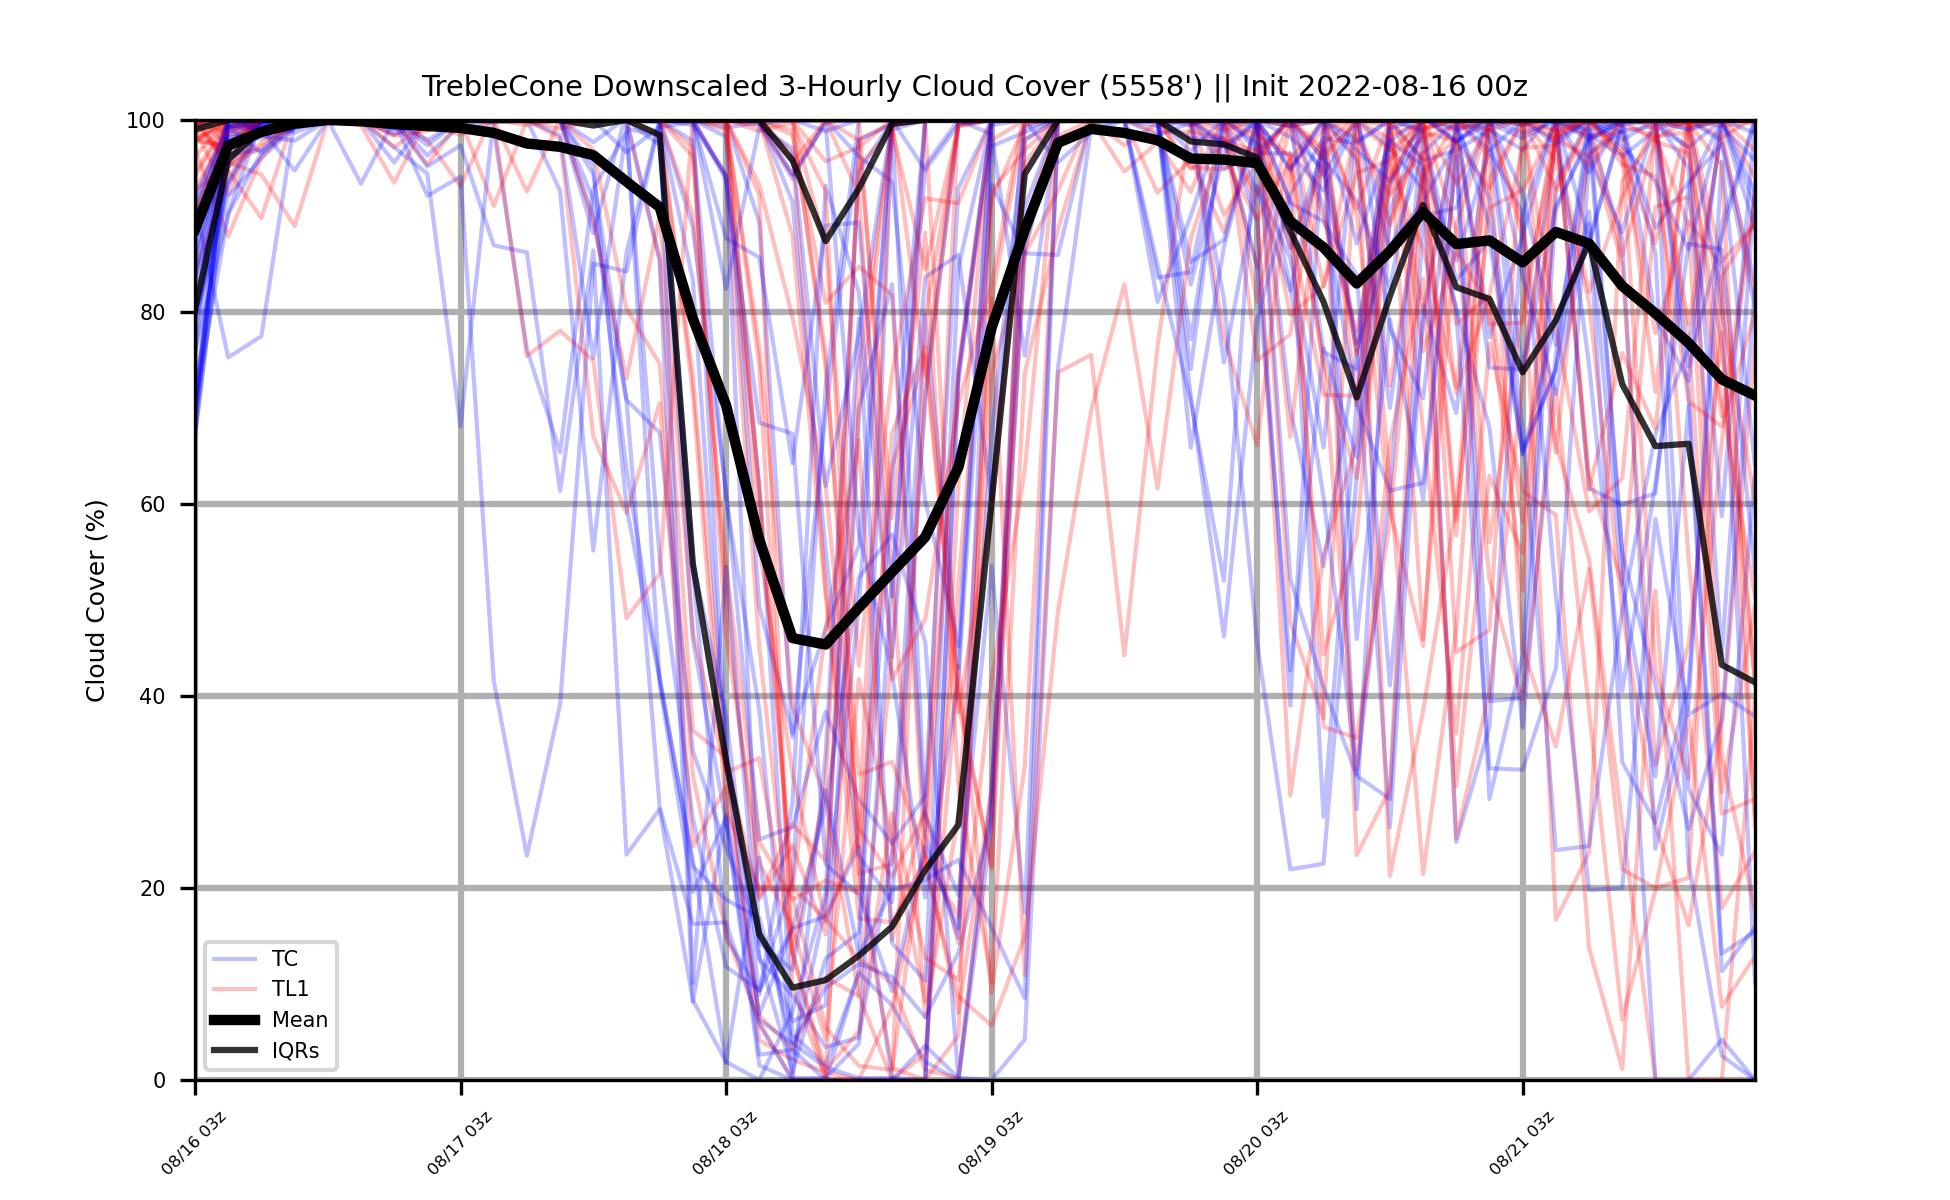 TrebleCone Downscaled 3-Hourly Cloud Cover (5558') || Init 2022-08-16 00z
Cloud Cover (%)
100
80
60
40
20
0
TC
TL1
Mean
IQRs
08/16 03z
08/17 03z
08/18 03z
08/19 03z
08/20 03z
08/21 03z